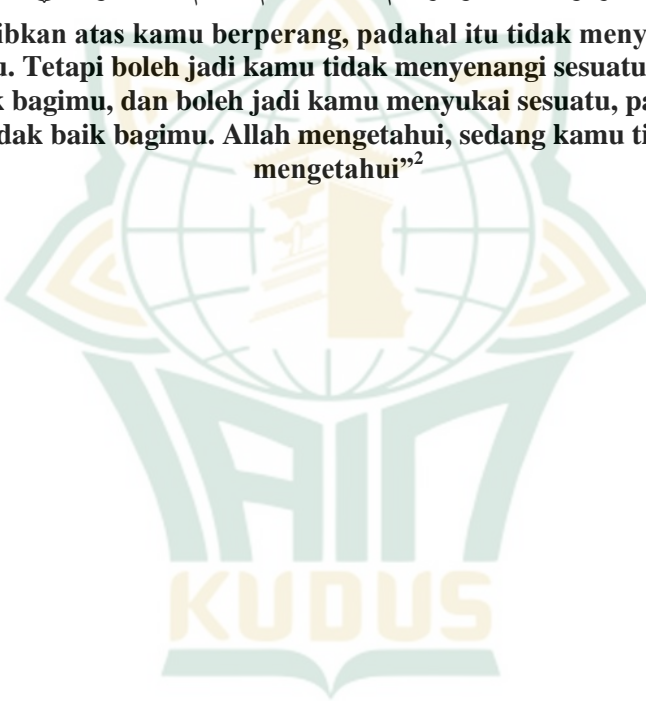 ibkan atas kamu berperang, padahal itu tidak meny
u. Tetapi boleh jadi kamu tidak menyenangi sesuatu
k bagimu, dan boleh jadi kamu menyukai sesuatu, pa
dak baik bagimu. Allah mengetahui, sedang kamu ti
mengetahui”2
IAIN
KUDUS